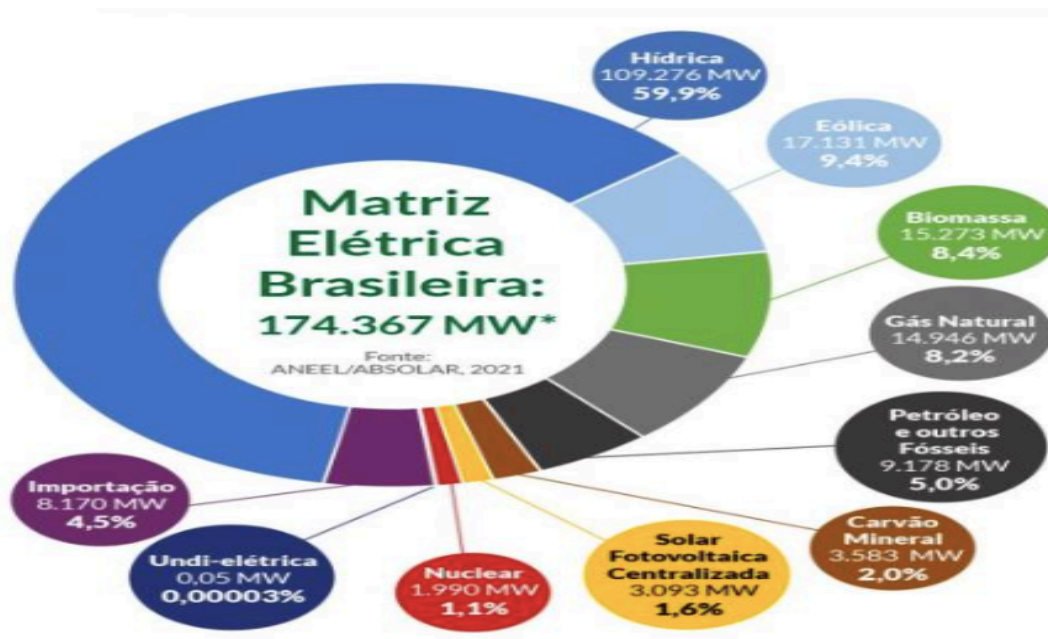 Hídrica
109.276 MW
59,9%
Eólica
17.131 MW
9,4%
Biomassa
15.273 MW
8,4%
Gás Natural
14.946 MW
8,2%
Petróleo
e outros
Fósseis
9.178 MW
5,0%
Carvão
Mineral
3.583 MW
2,0%
Solar
Fotovoltaica
Centralizada
3.093 MW
1,6%
Nuclear
1.990 MW
1,1%
Undi-elétrica
0,05 MW
0,00003%
Importação
8.170 MW
4,5%
Matriz
Elétrica
Brasileira:
174.367 MW*
Fonte:
ANEEL/ABSOLAR, 2021